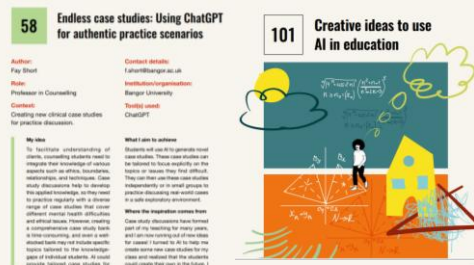 58
Endless case studies: Using ChatGPT
for authentic practice scenarios
Author:
Fay Short
Role:
Professor in Counselling
Context:
Creating new clinical case studies
for practice discussion.
Contact details:
f.short@bangor.ac.uk
Institution/organisation:
Bangor University
Tool(s) used:
ChatGPT
My idea
To facilitate understanding of
clients, counselling students need to
integrate their knowledge of various
aspects such as ethics, boundaries,
relationships, and techniques. Case
study discussions help to develop
this applied knowledge, so they need
to practice regularly with a diverse
range of case studies that cover
different mental health difficulties
and ethical issues. However, creating
a comprehensive case study bank
is time-consuming, and even a well-
stocked bank may not include specific
topics tailored to the knowledge-
gaps of individual students. AI could
provide tailored case studies for
What I aim to achieve
Students will use AI to generate novel
case studies. These case studies can
be tailored to focus explicitly on the
topics or issues they find difficult.
They can then use these case studies
independently or in small groups to
practice discussing real-world cases
in a safe exploratory environment.
Where the inspiration comes from
Case study discussions have formed
part of my teaching for many years,
and I am now running out of new ideas
for cases! I turned to AI to help me
create some new case studies for my
class and realised that the students
could create their own in the future. I
101
Creative ideas to use
AI in education